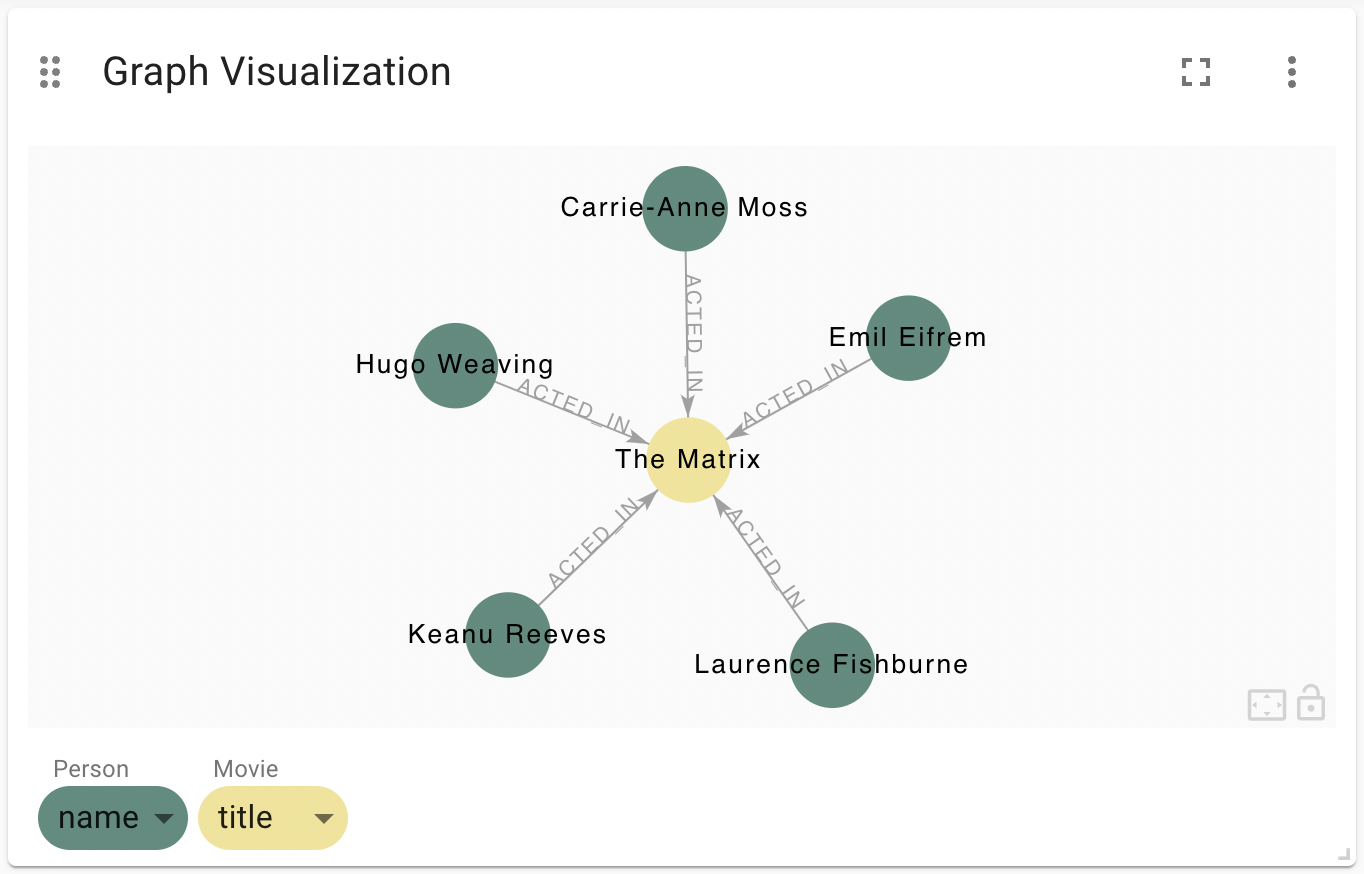 Graph Visualization
Carrie-Anne Moss
ACTED_IN
Emil Eifrem
ACTED_IN
Hugo Weaving
ACTED_IN
The Matrix
ACTED_IN
ACTED_IN
Keanu Reeves
Laurence Fishburne
Person Movie
name title